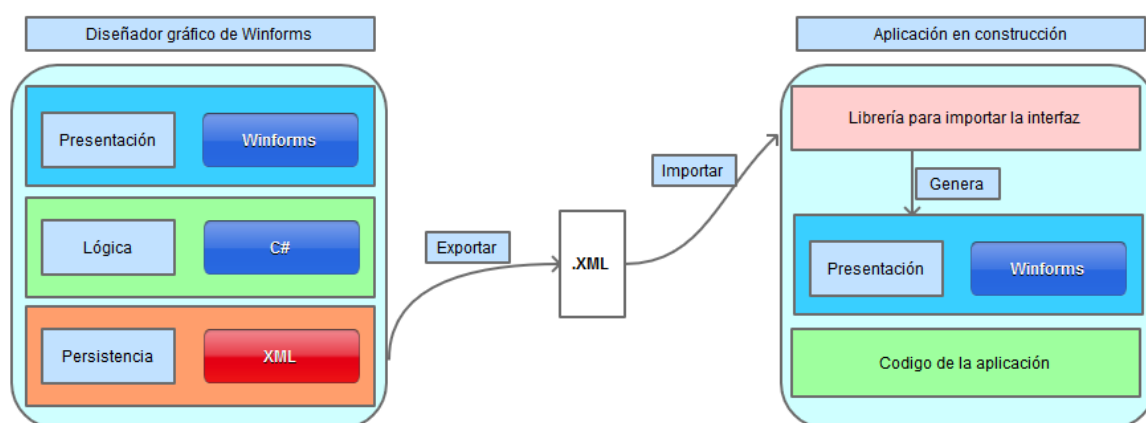 Diseñador gráfico de Winforms
Presentación
Winforms
Lógica
C#
Persistencia
XML
Exportar
.XML
Importar
Aplicación en construcción
Librería para importar la interfaz
Genera
Presentación
Winforms
Codigo de la aplicación